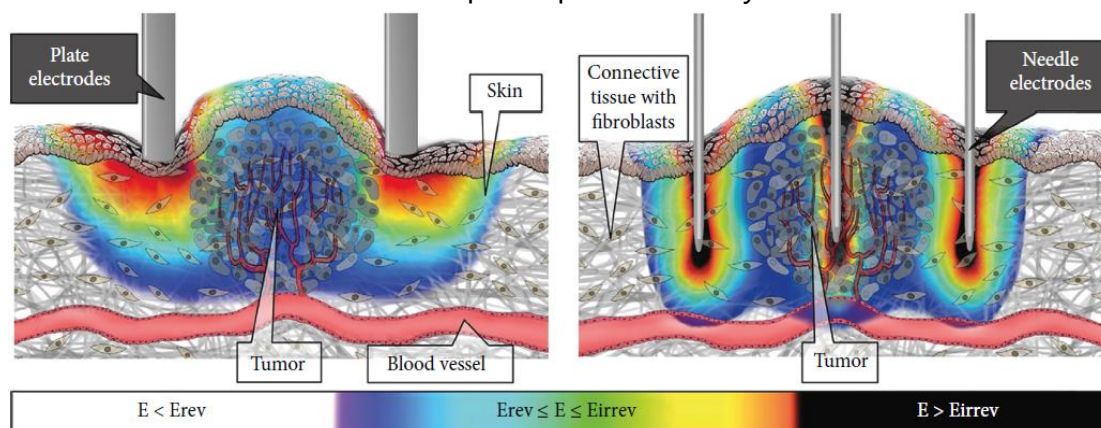 Plate
electrodes
Skin
Tumor
Blood vessel
Connective
tissue with
fibroblasts
Needle
electrodes
Tumor
E < Erev
Erev ≤ E ≤ Eirrev
E > Eirrev